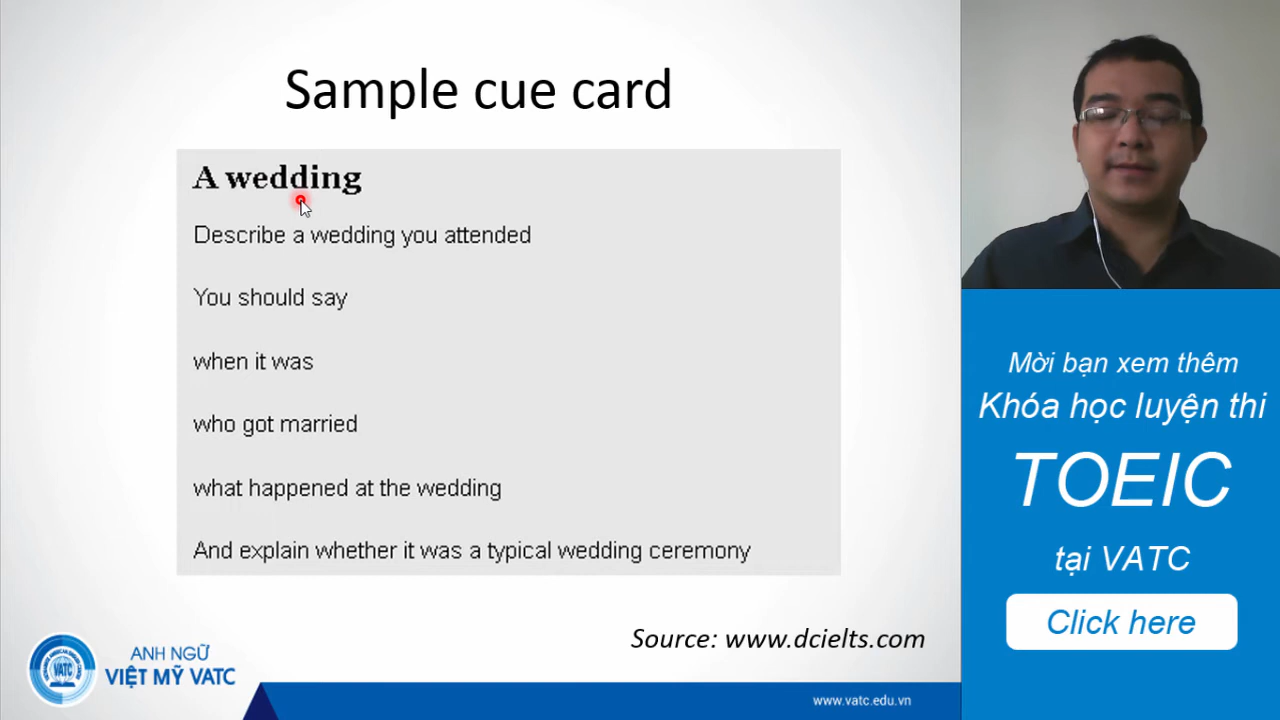 Sample cue card
A wedding
Describe a wedding you attended
You should say
when it was
who got married
what happened at the wedding
And explain whether it was a typical wedding ceremony
Source: www.dcielts.com
VATC
ANH NGỮ
VIỆT MỸ VATC
www.vatc.edu.vn
Mời bạn xem thêm
Khóa học luyện thi
TOEIC
tại VATC
Click here